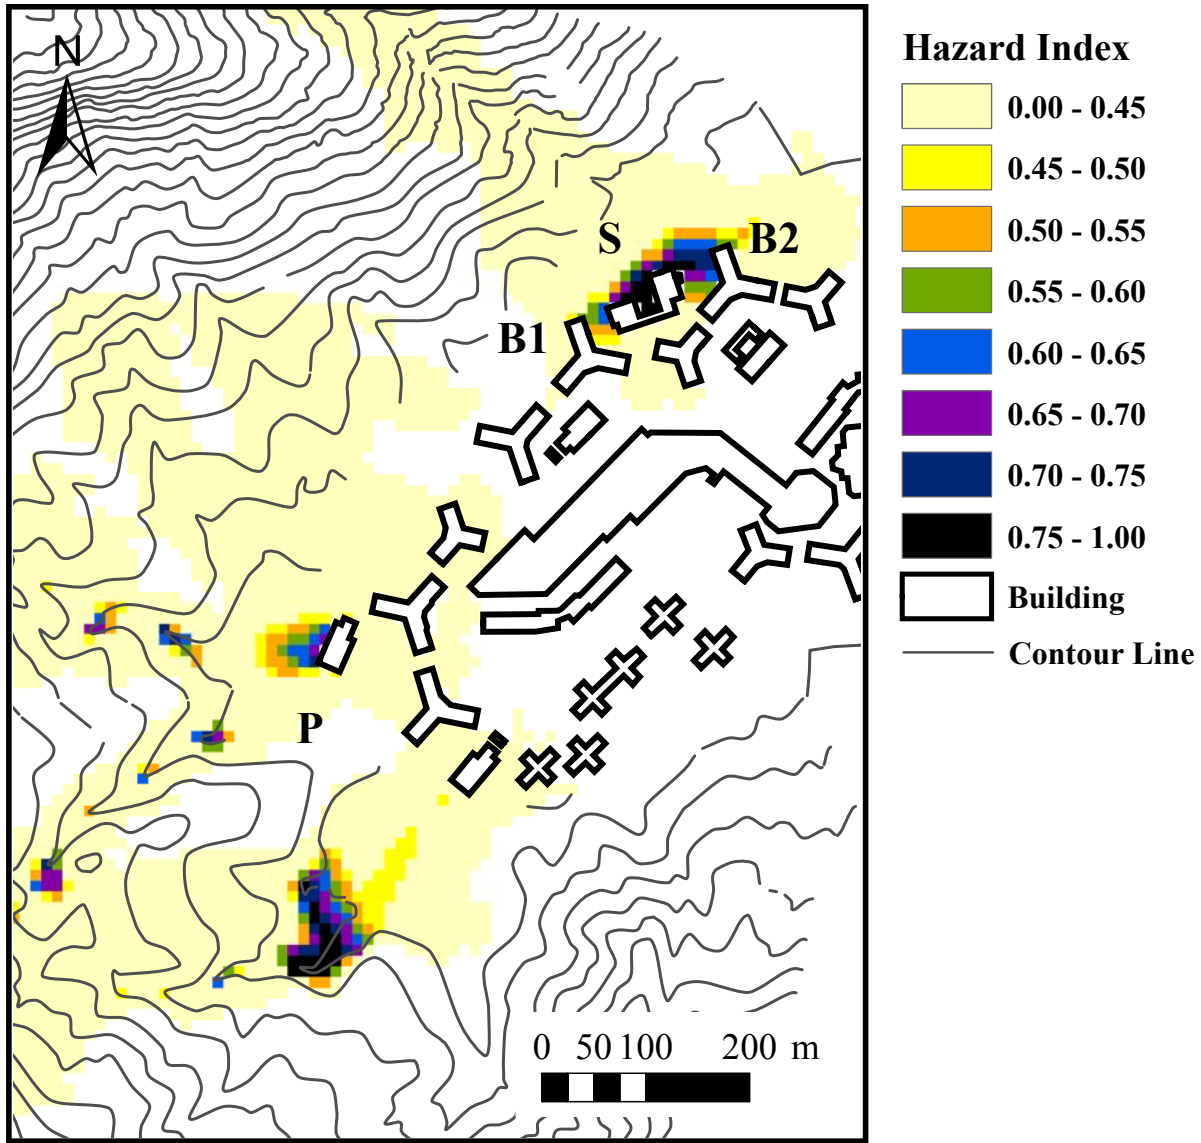 N
S
B2
B1
P
0 50 100 200 m
Hazard Index
0.00 - 0.45
0.45 - 0.50
0.50 - 0.55
0.55 - 0.60
0.60 - 0.65
0.65 - 0.70
0.70 - 0.75
0.75 - 1.00
Building
Contour Line